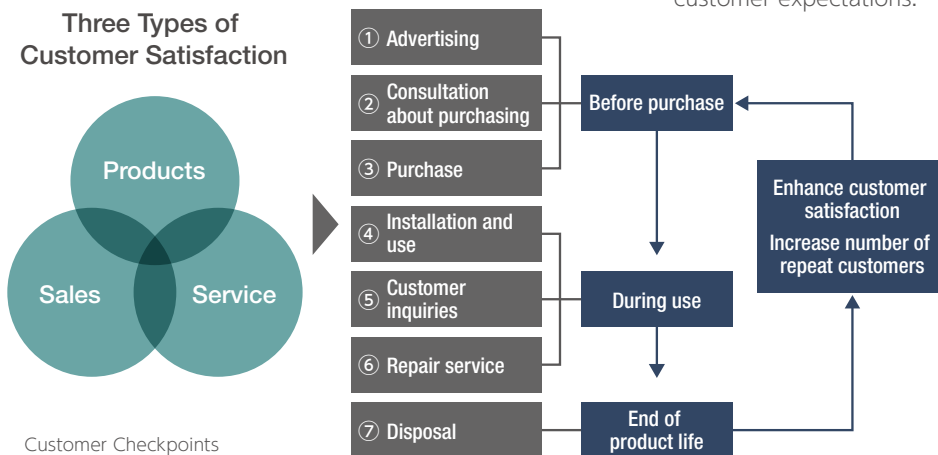 customer expectations.
Three Types of
Customer Satisfaction
Products
Sales
Service
① Advertising
② Consultation
about purchasing
③ Purchase
④ Installation and
use
⑤ Customer
inquiries
⑥ Repair service
⑦ Disposal
Before purchase
During use
End of
product life
Enhance customer
satisfaction
Increase number of
repeat customers
Customer Checkpoints